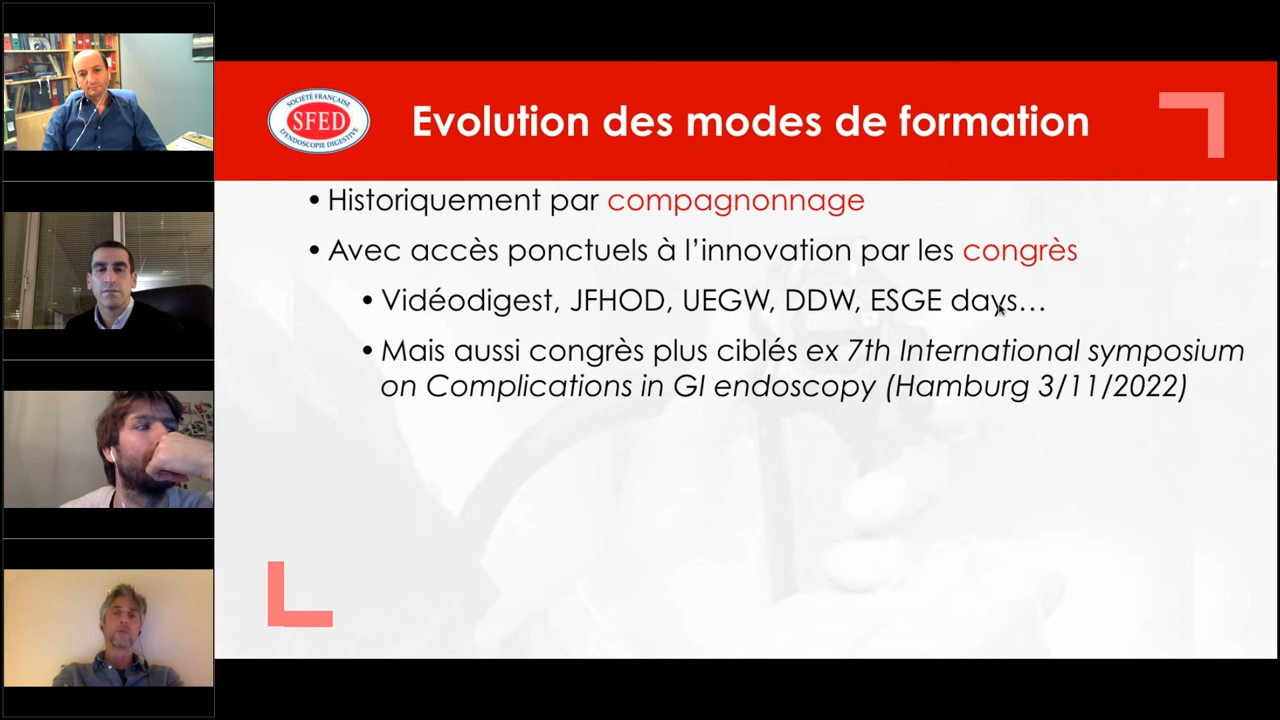 SOCIÉTÉ FRANÇAISE
SFED
D'ENDOSCOPIE DIGESTIVE
Evolution des modes de formation
• Historiquement par compagnonnage
• Avec accès ponctuels à l’innovation par les congrès
• Vidéodigest, JFHOD, UEGW, DDW, ESGE days…
• Mais aussi congrès plus ciblés ex 7th International symposium
on Complications in GI endoscopy (Hamburg 3/11/2022)